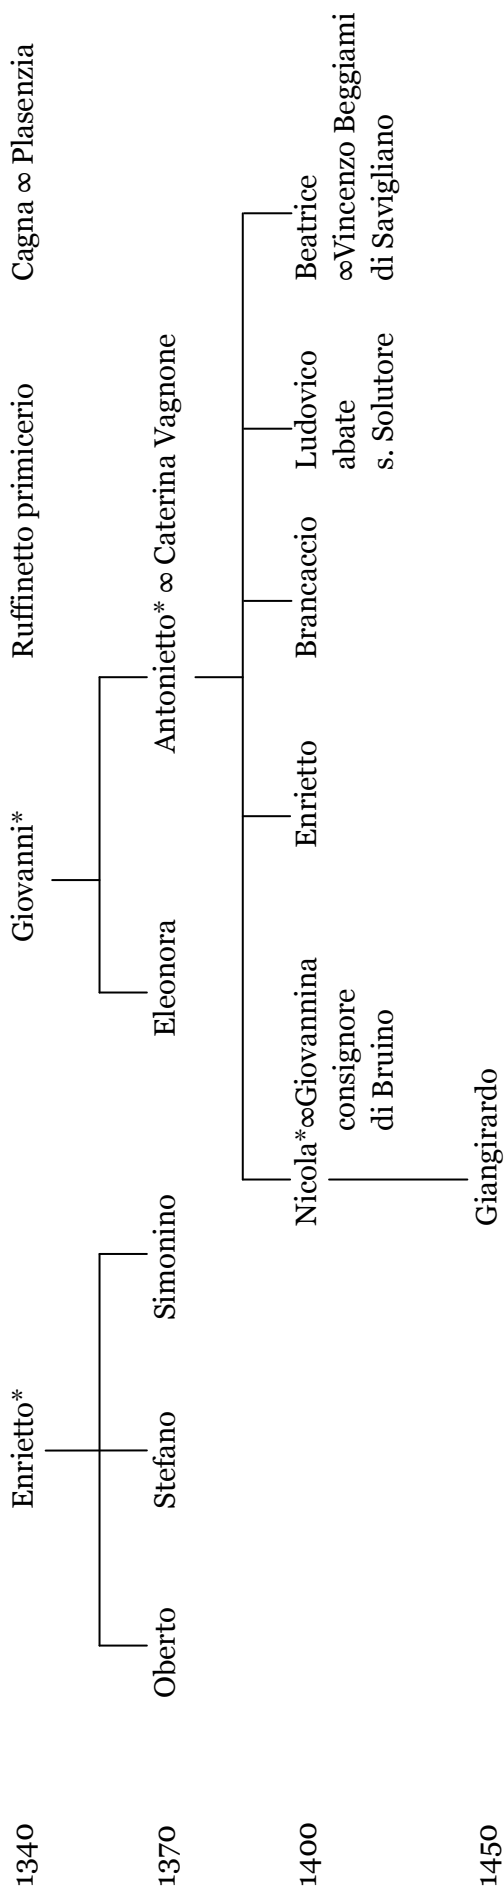 1340
Enrietto*
Giovanni*
Ruffinetto primicerio
Cagna ∞ Plasenzia
1370
Oberto
Stefano
Simonino
Eleonora
Antonietto* ∞ Caterina Vagnone
1400
Nicola*∞Giovannina
consignore
di Bruino
Enrietto
Brancaccio
Ludovico
abate
s. Solutore
Beatrice
∞Vincenzo Beggiami
di Savigliano
1450
Giangirardo